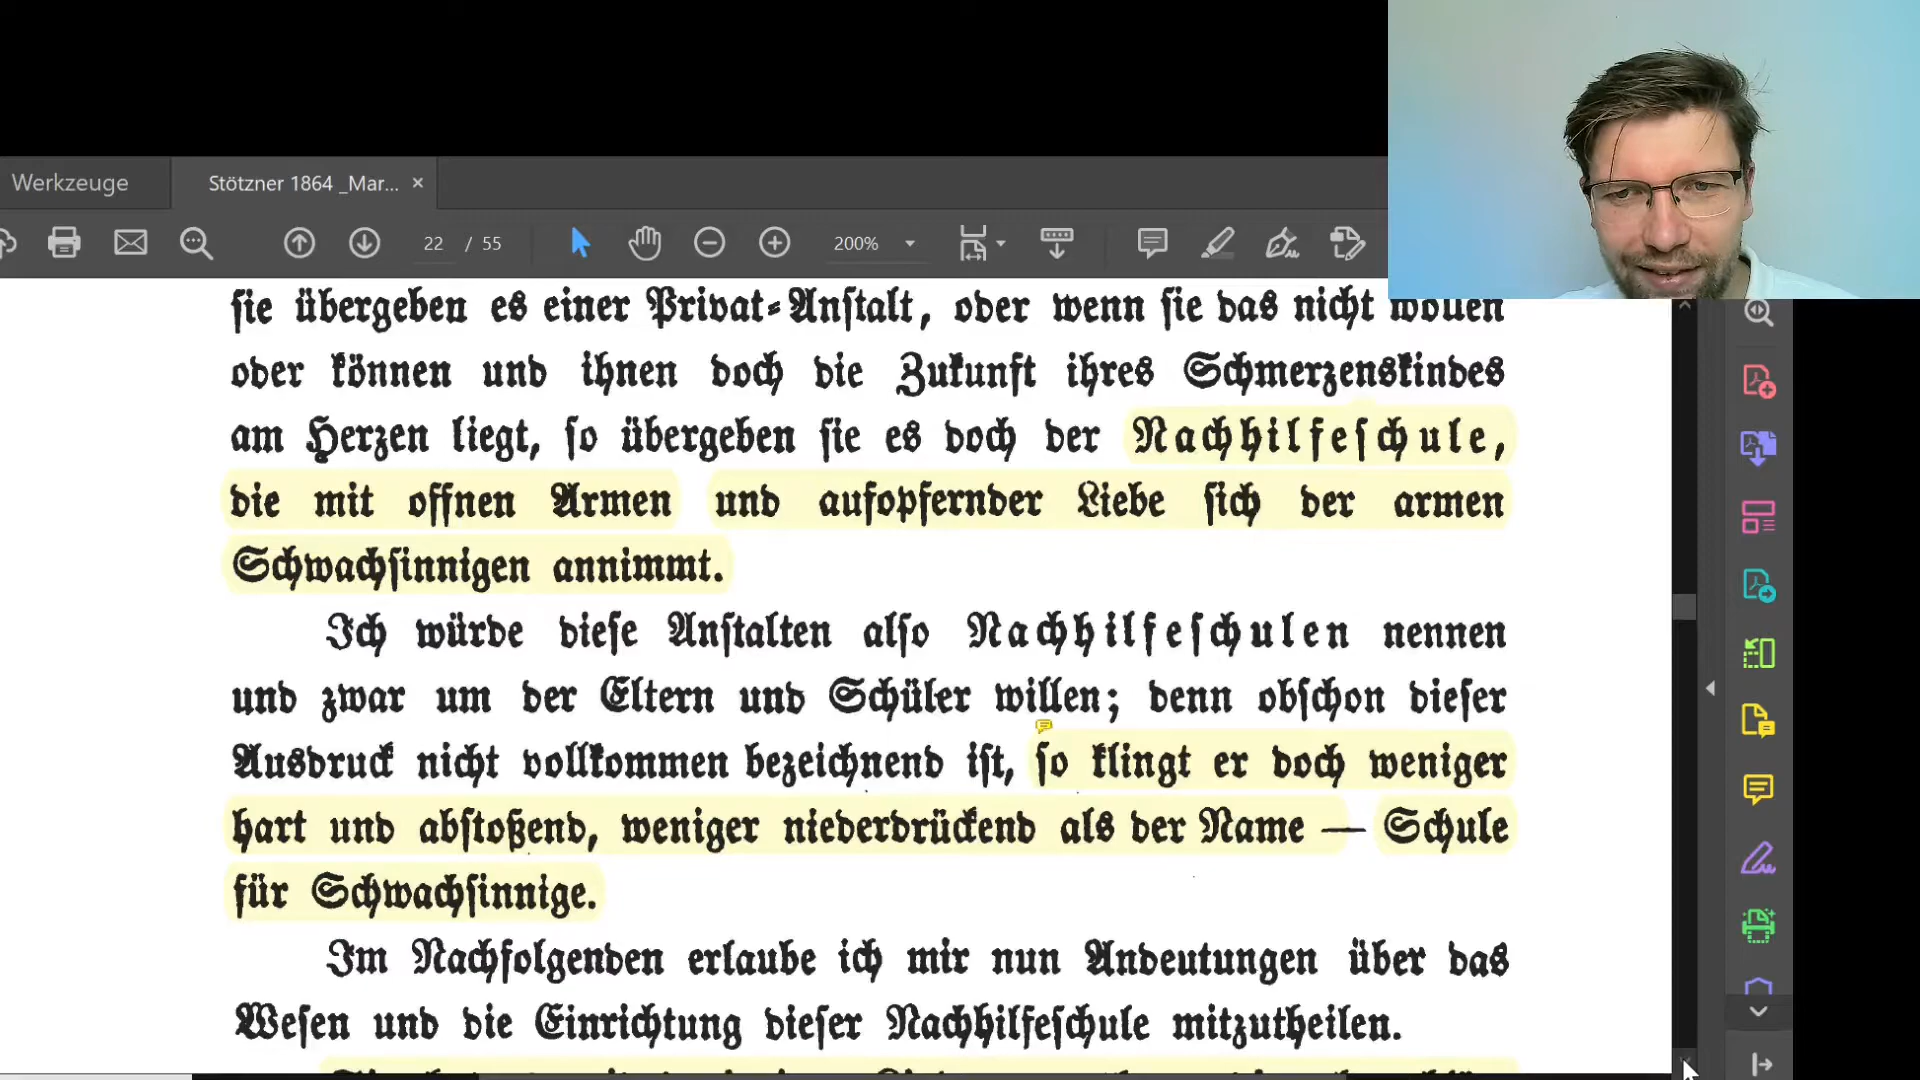 Werkzeuge
Stötzner 1864 _Mar... ×
22 / 55
200%
sie übergeben es einer Privat⸗Anstalt, oder wenn sie das nicht wollen
oder können und ihnen doch die Zukunft ihres Schmerzenskindes
am Herzen liegt, so übergeben sie es doch der Nachhilfeschule,
die mit offnen Armen und aufopfernder Liebe sich der armen
Schwachsinnigen annimmt.
Ich würde diese Anstalten also Nachhilfeschulen nennen
und zwar um der Eltern und Schüler willen; denn obschon dieser
Ausdruck nicht vollkommen bezeichnend ist, so klingt er doch weniger
hart und abstoßend, weniger niederdrückend als der Name — Schule
für Schwachsinnige.
Im Nachfolgenden erlaube ich mir nun Andeutungen über das
Wesen und die Einrichtung dieser Nachhilfeschule mitzutheilen.